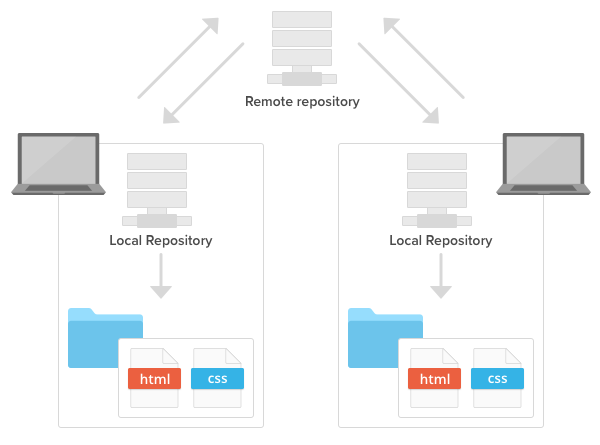 Remote repository
Local Repository
Local Repository
html
css
html
css